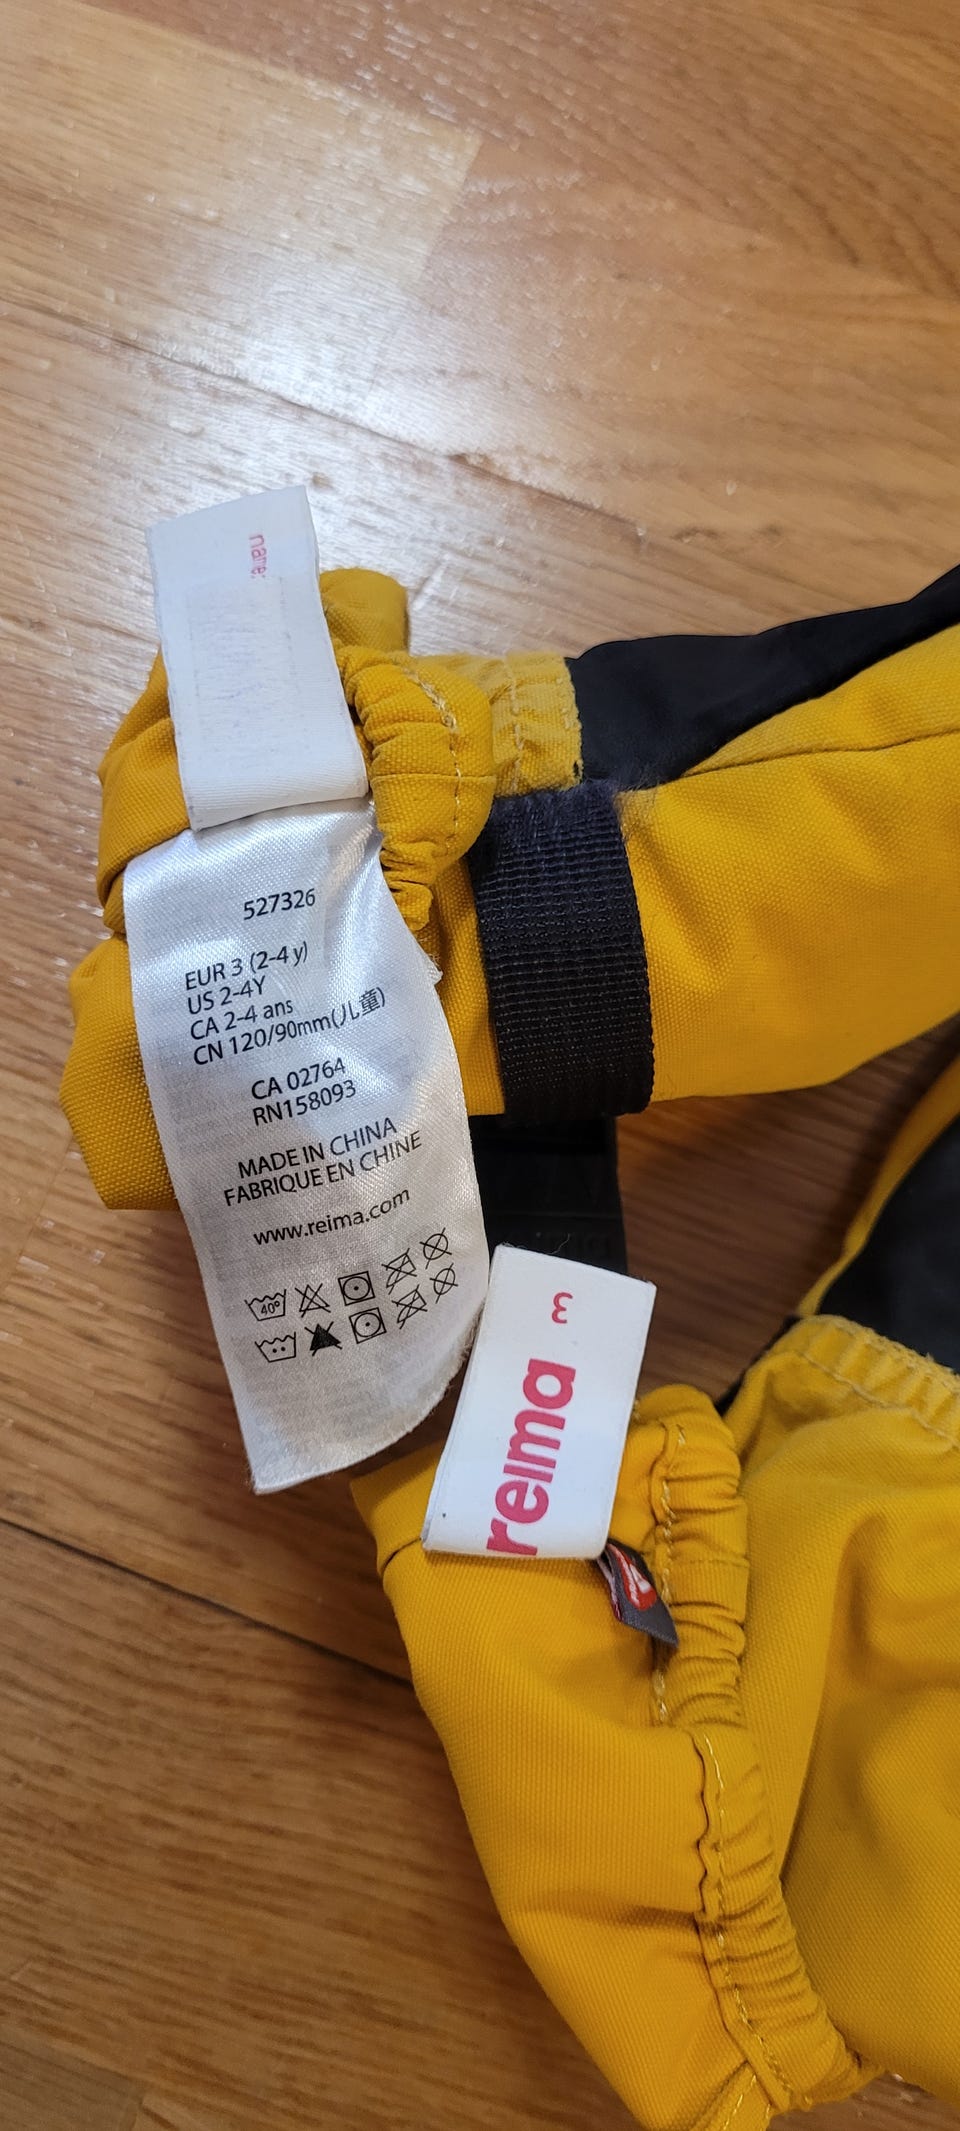 name:
527326
EUR 3 (2-4 y)
US 2-4Y
CA 2-4 ans
CN 120/90mm(儿童)
CA 02764
RN158093
MADE IN CHINA
FABRIQUE EN CHINE
www.reima.com
40°
reima
3